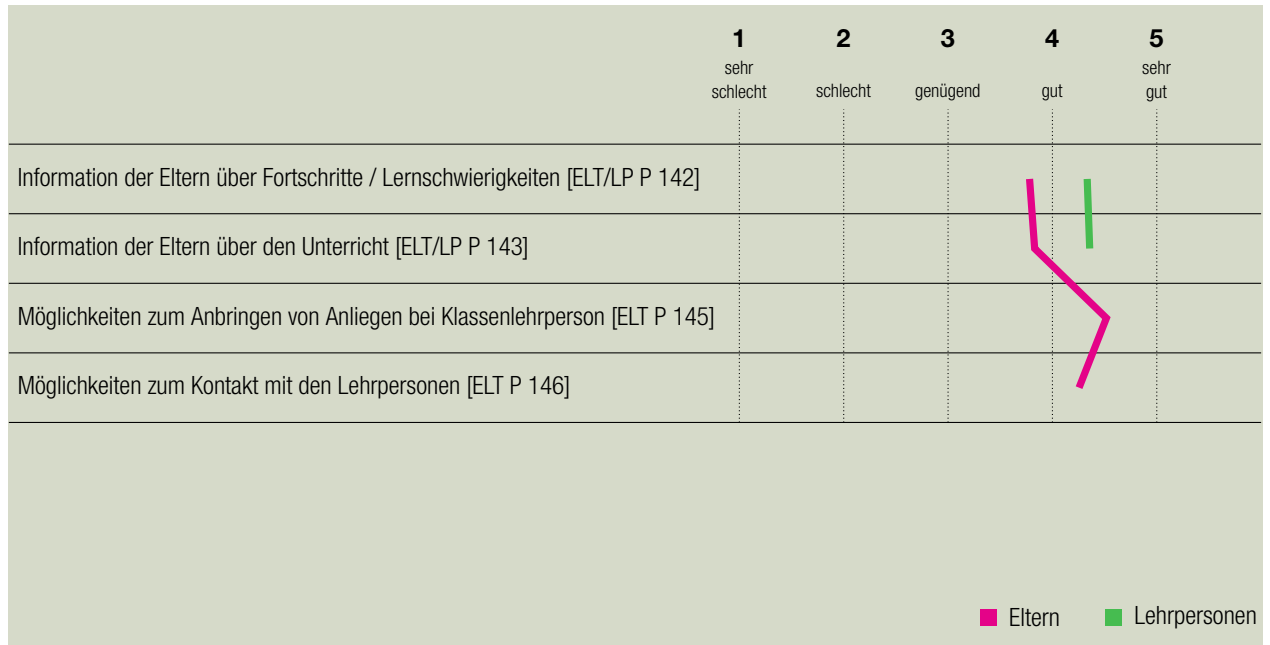 1 2 3 4 5
sehr schlecht schlecht genügend gut sehr gut
Information der Eltern über Fortschritte / Lernschwierigkeiten [ELT/LP P 142]
Information der Eltern über den Unterricht [ELT/LP P 143]
Möglichkeiten zum Anbringen von Anliegen bei Klassenlehrperson [ELT P 145]
Möglichkeiten zum Kontakt mit den Lehrpersonen [ELT P 146]
Eltern Lehrpersonen